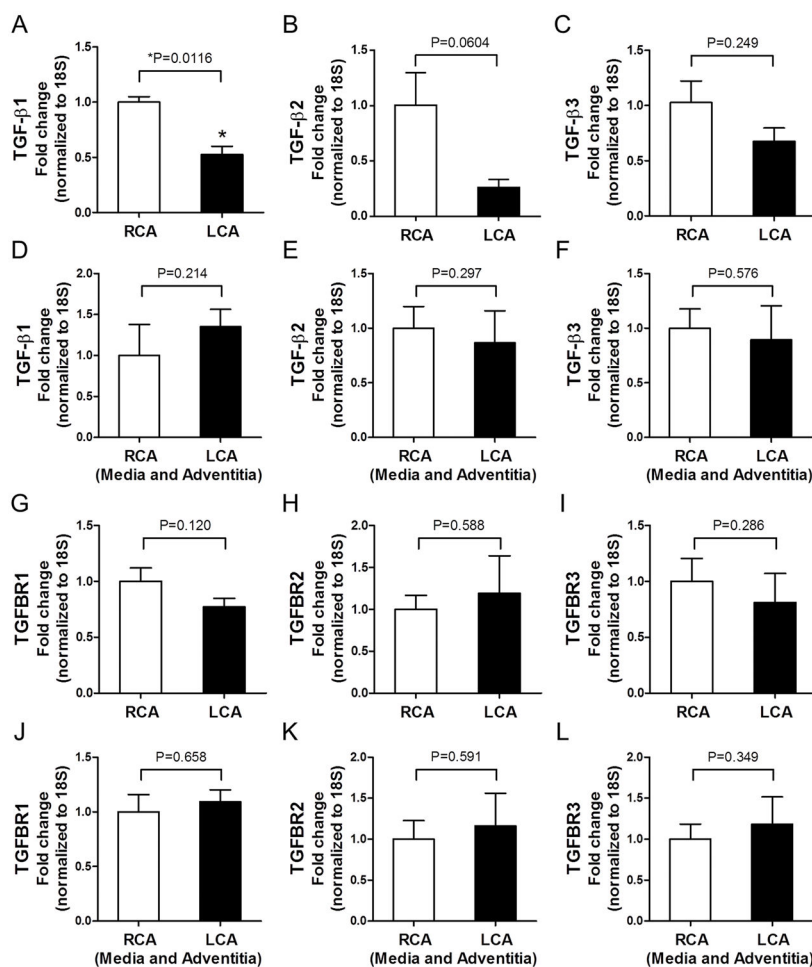 A
TGF-β1
Fold change
(normalized to 18S)
1.5
1.0
0.5
0.0
*P=0.0116
*
RCA LCA
B
TGF-β2
Fold change
(normalized to 18S)
1.5
1.0
0.5
0.0
P=0.0604
RCA LCA
C
TGF-β3
Fold change
(normalized to 18S)
1.5
1.0
0.5
0.0
P=0.249
RCA LCA
D
TGF-β1
Fold change
(normalized to 18S)
2.0
1.5
1.0
0.5
0.0
P=0.214
RCA LCA
(Media and Adventitia)
E
TGF-β2
Fold change
(normalized to 18S)
1.5
1.0
0.5
0.0
P=0.297
RCA LCA
(Media and Adventitia)
F
TGF-β3
Fold change
(normalized to 18S)
1.5
1.0
0.5
0.0
P=0.576
RCA LCA
(Media and Adventitia)
G
TGFBR1
Fold change
(normalized to 18S)
1.5
1.0
0.5
0.0
P=0.120
RCA LCA
H
TGFBR2
Fold change
(normalized to 18S)
2.0
1.5
1.0
0.5
0.0
P=0.588
RCA LCA
I
TGFBR3
Fold change
(normalized to 18S)
1.5
1.0
0.5
0.0
P=0.286
RCA LCA
J
TGFBR1
Fold change
(normalized to 18S)
1.5
1.0
0.5
0.0
P=0.658
RCA LCA
(Media and Adventitia)
K
TGFBR2
Fold change
(normalized to 18S)
2.0
1.5
1.0
0.5
0.0
P=0.591
RCA LCA
(Media and Adventitia)
L
TGFBR3
Fold change
(normalized to 18S)
2.0
1.5
1.0
0.5
0.0
P=0.349
RCA LCA
(Media and Adventitia)